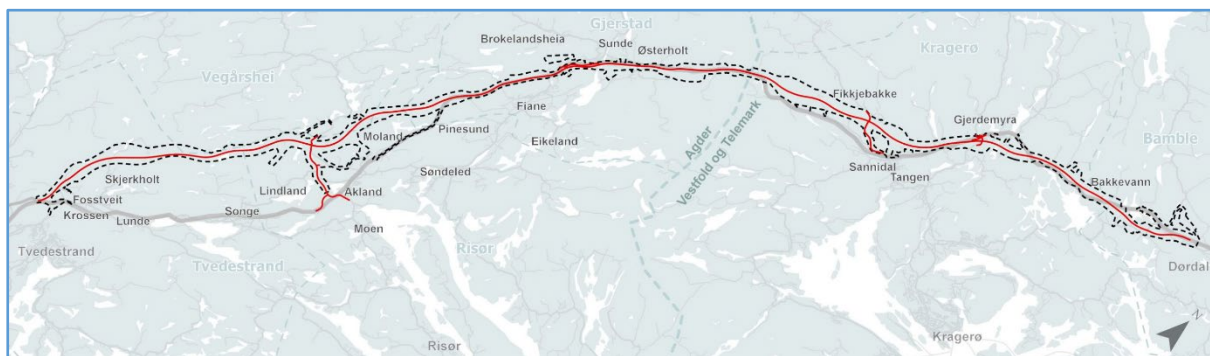 Gjerstad
Brokelandsheia
Sunde
Østerholt
Kragerø
Vegårshei
Fikkjebakke
Fiane
Gjerdemyra
Pinesund
Moland
Eikeland
Agder
Vestfold og Telemark
Bamble
Sannidal
Tangen
Skjerkholt
Lindland
Akland
Søndeled
Bakkevann
Fosstveit
Krossen
Lunde
Songe
Moen
Risør
Tvedestrand
Tvedestrand
Dørdal
Kragerø
Risør
N